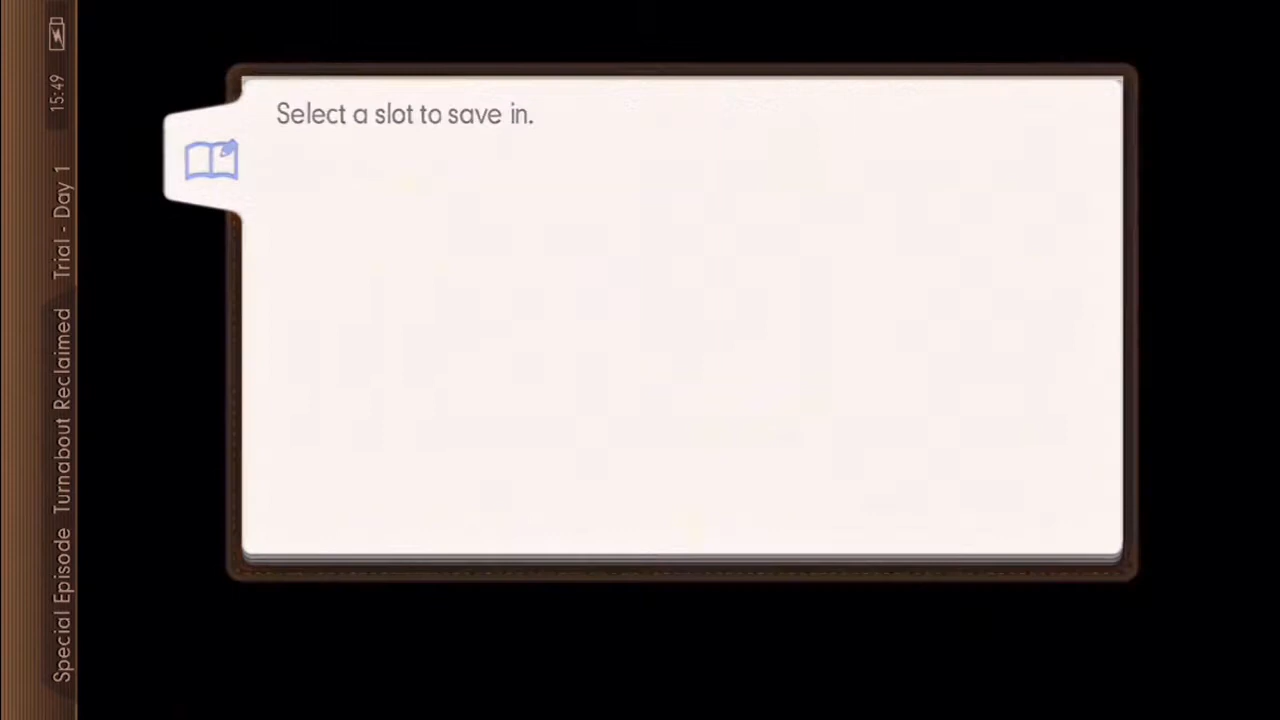 Select a slot to save in.
15:49
Special Episode Turnabout Reclaimed Trial - Day 1